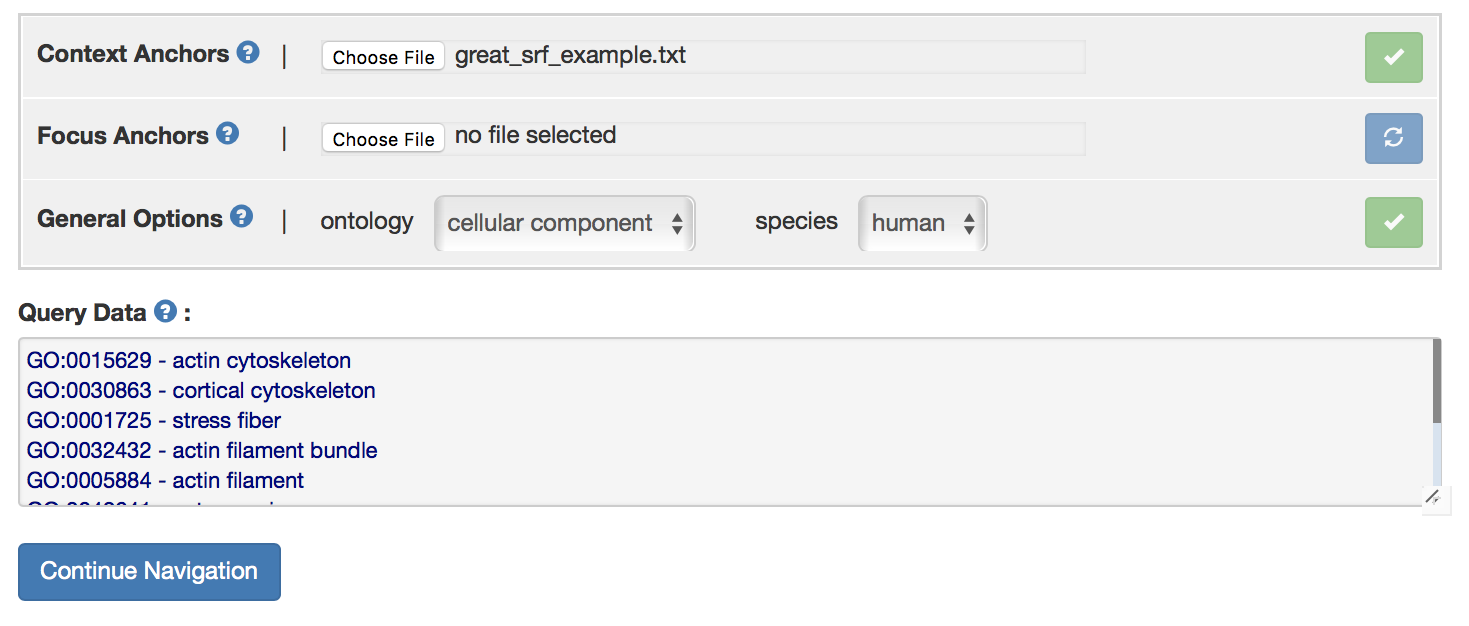 Context Anchors ? | Choose File great_srf_example.txt
Focus Anchors ? | Choose File no file selected
General Options ? | ontology cellular component species human
Query Data ? :
GO:0015629 - actin cytoskeleton
GO:0030863 - cortical cytoskeleton
GO:0001725 - stress fiber
GO:0032432 - actin filament bundle
GO:0005884 - actin filament
Continue Navigation